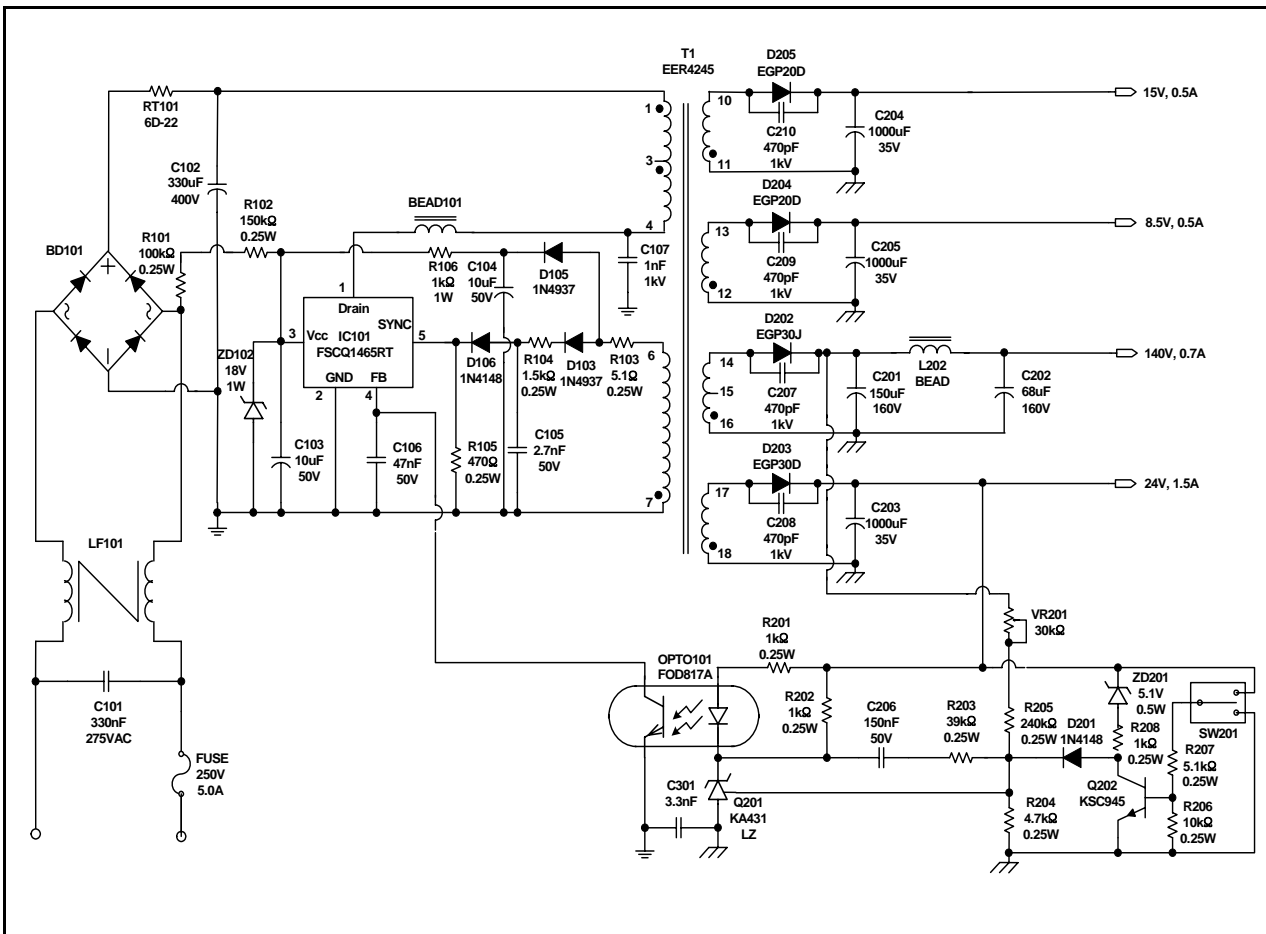 T1
EER4245
D205
EGP20D
10
1
15V, 0.5A
RT101
6D-22
C210
470pF
1kV
C204
1000uF
35V
3
11
C102
330uF
400V
D204
EGP20D
BEAD101
R102
150kΩ
0.25W
4
13
8.5V, 0.5A
BD101
R101
100kΩ
0.25W
C107
1nF
1kV
C209
470pF
1kV
C205
1000uF
35V
R106
1kΩ
1W
C104
10uF
50V
D105
1N4937
1
12
Drain
SYNC
Vcc
IC101
FSCQ1465RT
GND
FB
3
5
2
4
D202
EGP30J
ZD102
18V
1W
D106
1N4148
R104
1.5kΩ
0.25W
D103
1N4937
R103
5.1Ω
0.25W
6
14
15
16
140V, 0.7A
L202
BEAD
C207
470pF
1kV
C201
150uF
160V
C202
68uF
160V
C103
10uF
50V
C106
47nF
50V
R105
470Ω
0.25W
C105
2.7nF
50V
D203
EGP30D
7
17
24V, 1.5A
C208
470pF
1kV
C203
1000uF
35V
18
LF101
VR201
30kΩ
R201
1kΩ
0.25W
OPTO101
FOD817A
ZD201
5.1V
0.5W
R202
1kΩ
0.25W
C206
150nF
50V
R203
39kΩ
0.25W
R205
240kΩ
0.25W
D201
1N4148
R208
1kΩ
0.25W
SW201
C101
330nF
275VAC
R207
5.1kΩ
0.25W
FUSE
250V
5.0A
C301
3.3nF
Q201
KA431
LZ
R204
4.7kΩ
0.25W
Q202
KSC945
R206
10kΩ
0.25W